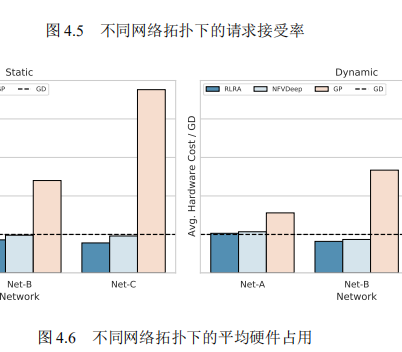 图 4.5 不同网络拓扑下的请求接受率
Static
Dynamic
P GD
RLRA NFVDeep GP GD
Avg. Hardware Cost / GD
Net-B Net-C
Network
Net-A Net-B
Network
图 4.6 不同网络拓扑下的平均硬件占用